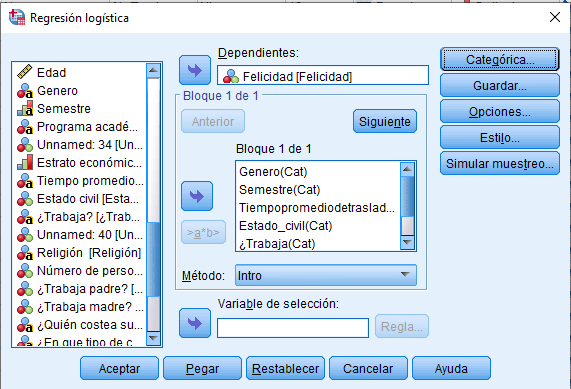 Regresión logística
Edad
Genero
Semestre
Programa acadé...
Unnamed: 34 [Un...
Estrato económic...
Tiempo promedio...
Estado civil [Esta...
¿Trabaja? [¿Trab...
Unnamed: 40 [Un...
Religión [Religión]
Número de perso...
¿Trabaja padre? [...
¿Trabaja madre? ...
¿Quién costea su...
¿En que tipo de c...
Dependientes:
Felicidad [Felicidad]
Bloque 1 de 1
Anterior
Siguiente
Bloque 1 de 1
Genero(Cat)
Semestre(Cat)
Tiempopromediodetraslad...
Estado_civil(Cat)
¿Trabaja(Cat)
>a*b>
Método:
Intro
Variable de selección:
Regla...
Categórica...
Guardar...
Opciones...
Estilo...
Simular muestreo...
Aceptar
Pegar
Restablecer
Cancelar
Ayuda